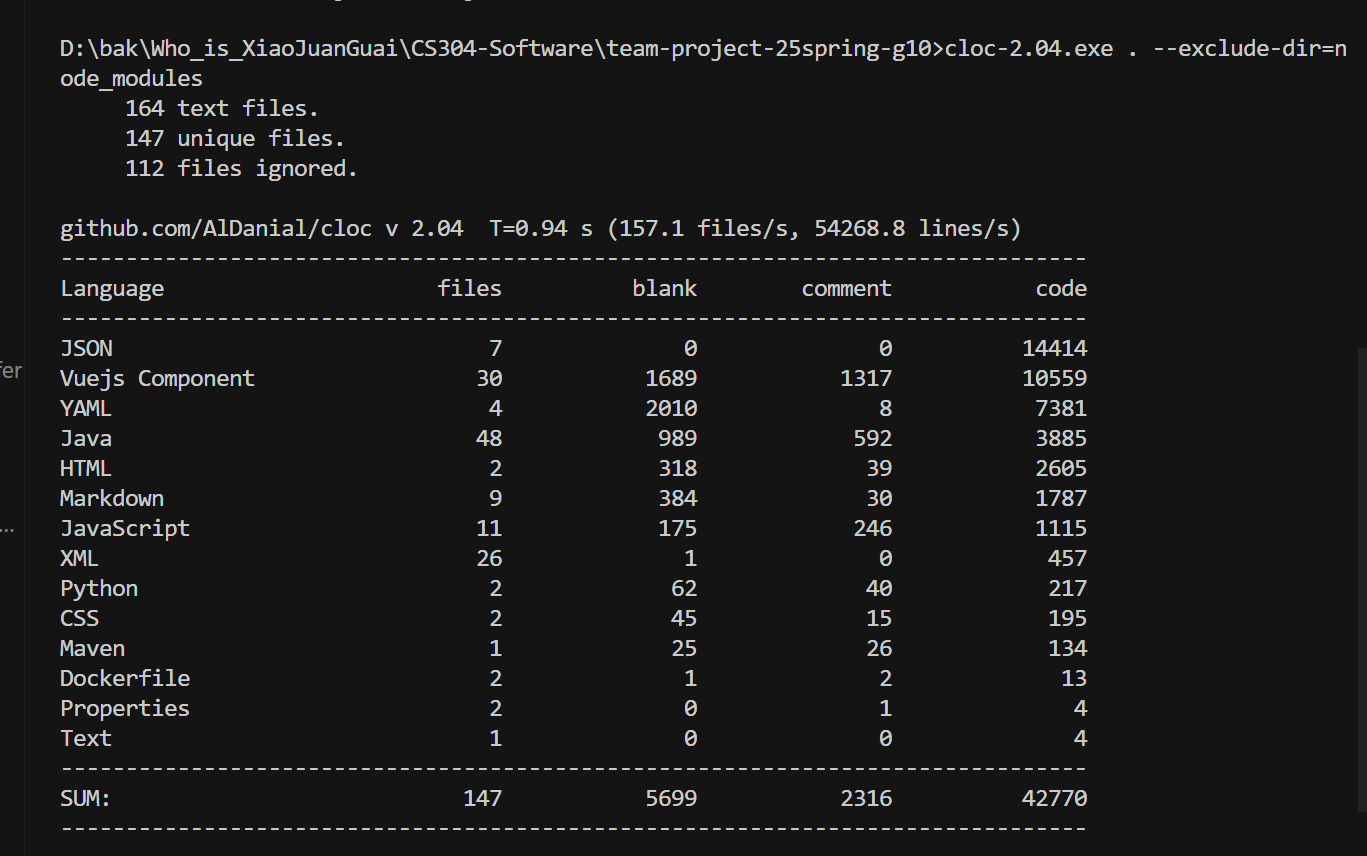 D:\bak\Who_is_XiaoJuanGuai\CS304-Software\team-project-25spring-g10>cloc-2.04.exe . --exclude-dir=n
ode_modules
     164 text files.
     147 unique files.
     112 files ignored.

github.com/AlDanial/cloc v 2.04  T=0.94 s (157.1 files/s, 54268.8 lines/s)
-------------------------------------------------------------------------------
Language                     files          blank        comment           code
-------------------------------------------------------------------------------
JSON                             7              0              0          14414
fer
Vuejs Component                 30           1689           1317          10559
YAML                             4           2010              8           7381
Java                            48            989            592           3885
HTML                             2            318             39           2605
Markdown                         9            384             30           1787
...
JavaScript                      11            175            246           1115
XML                             26              1              0            457
Python                           2             62             40            217
CSS                              2             45             15            195
Maven                            1             25             26            134
Dockerfile                       2              1              2             13
Properties                       2              0              1              4
Text                             1              0              0              4
-------------------------------------------------------------------------------
SUM:                           147           5699           2316          42770
-------------------------------------------------------------------------------